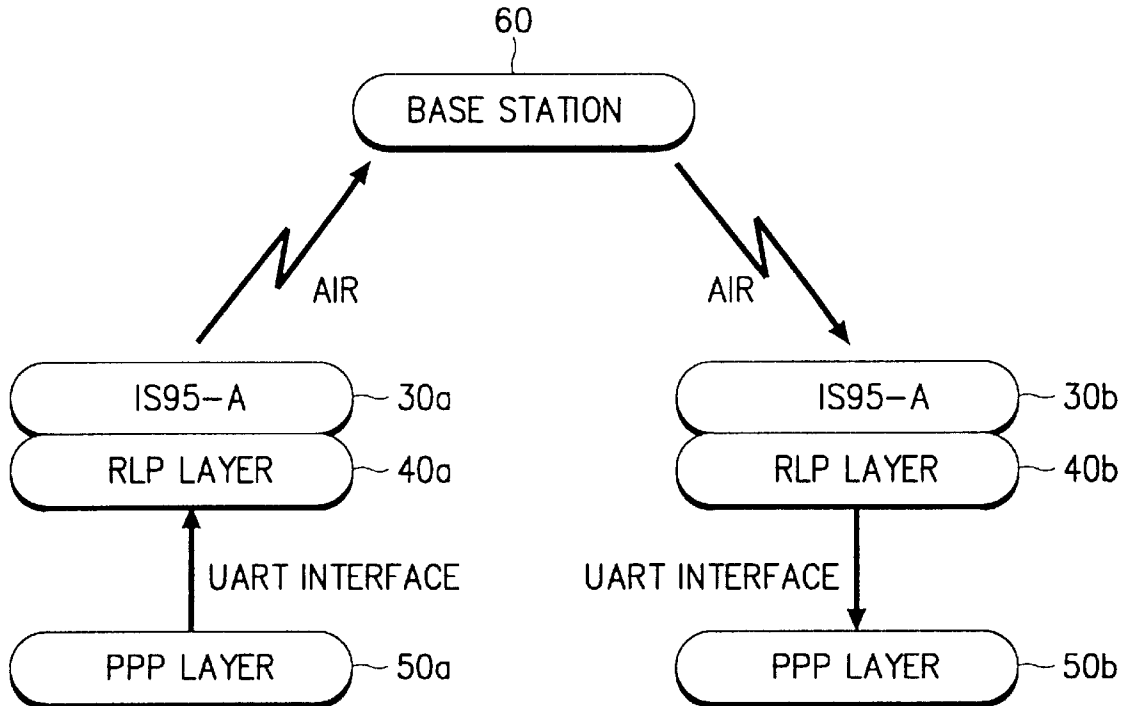 60
BASE STATION
AIR
AIR
IS95-A
30a
IS95-A
30b
RLP LAYER
40a
RLP LAYER
40b
UART INTERFACE
UART INTERFACE
PPP LAYER
50a
PPP LAYER
50b